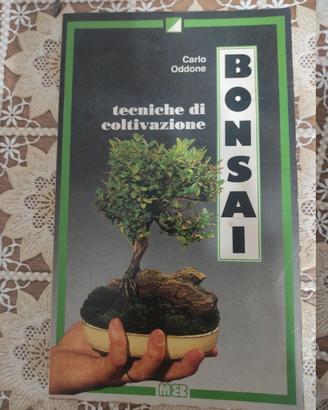 Carlo
Oddone
BONSAI
tecniche di
coltivazione
MEB